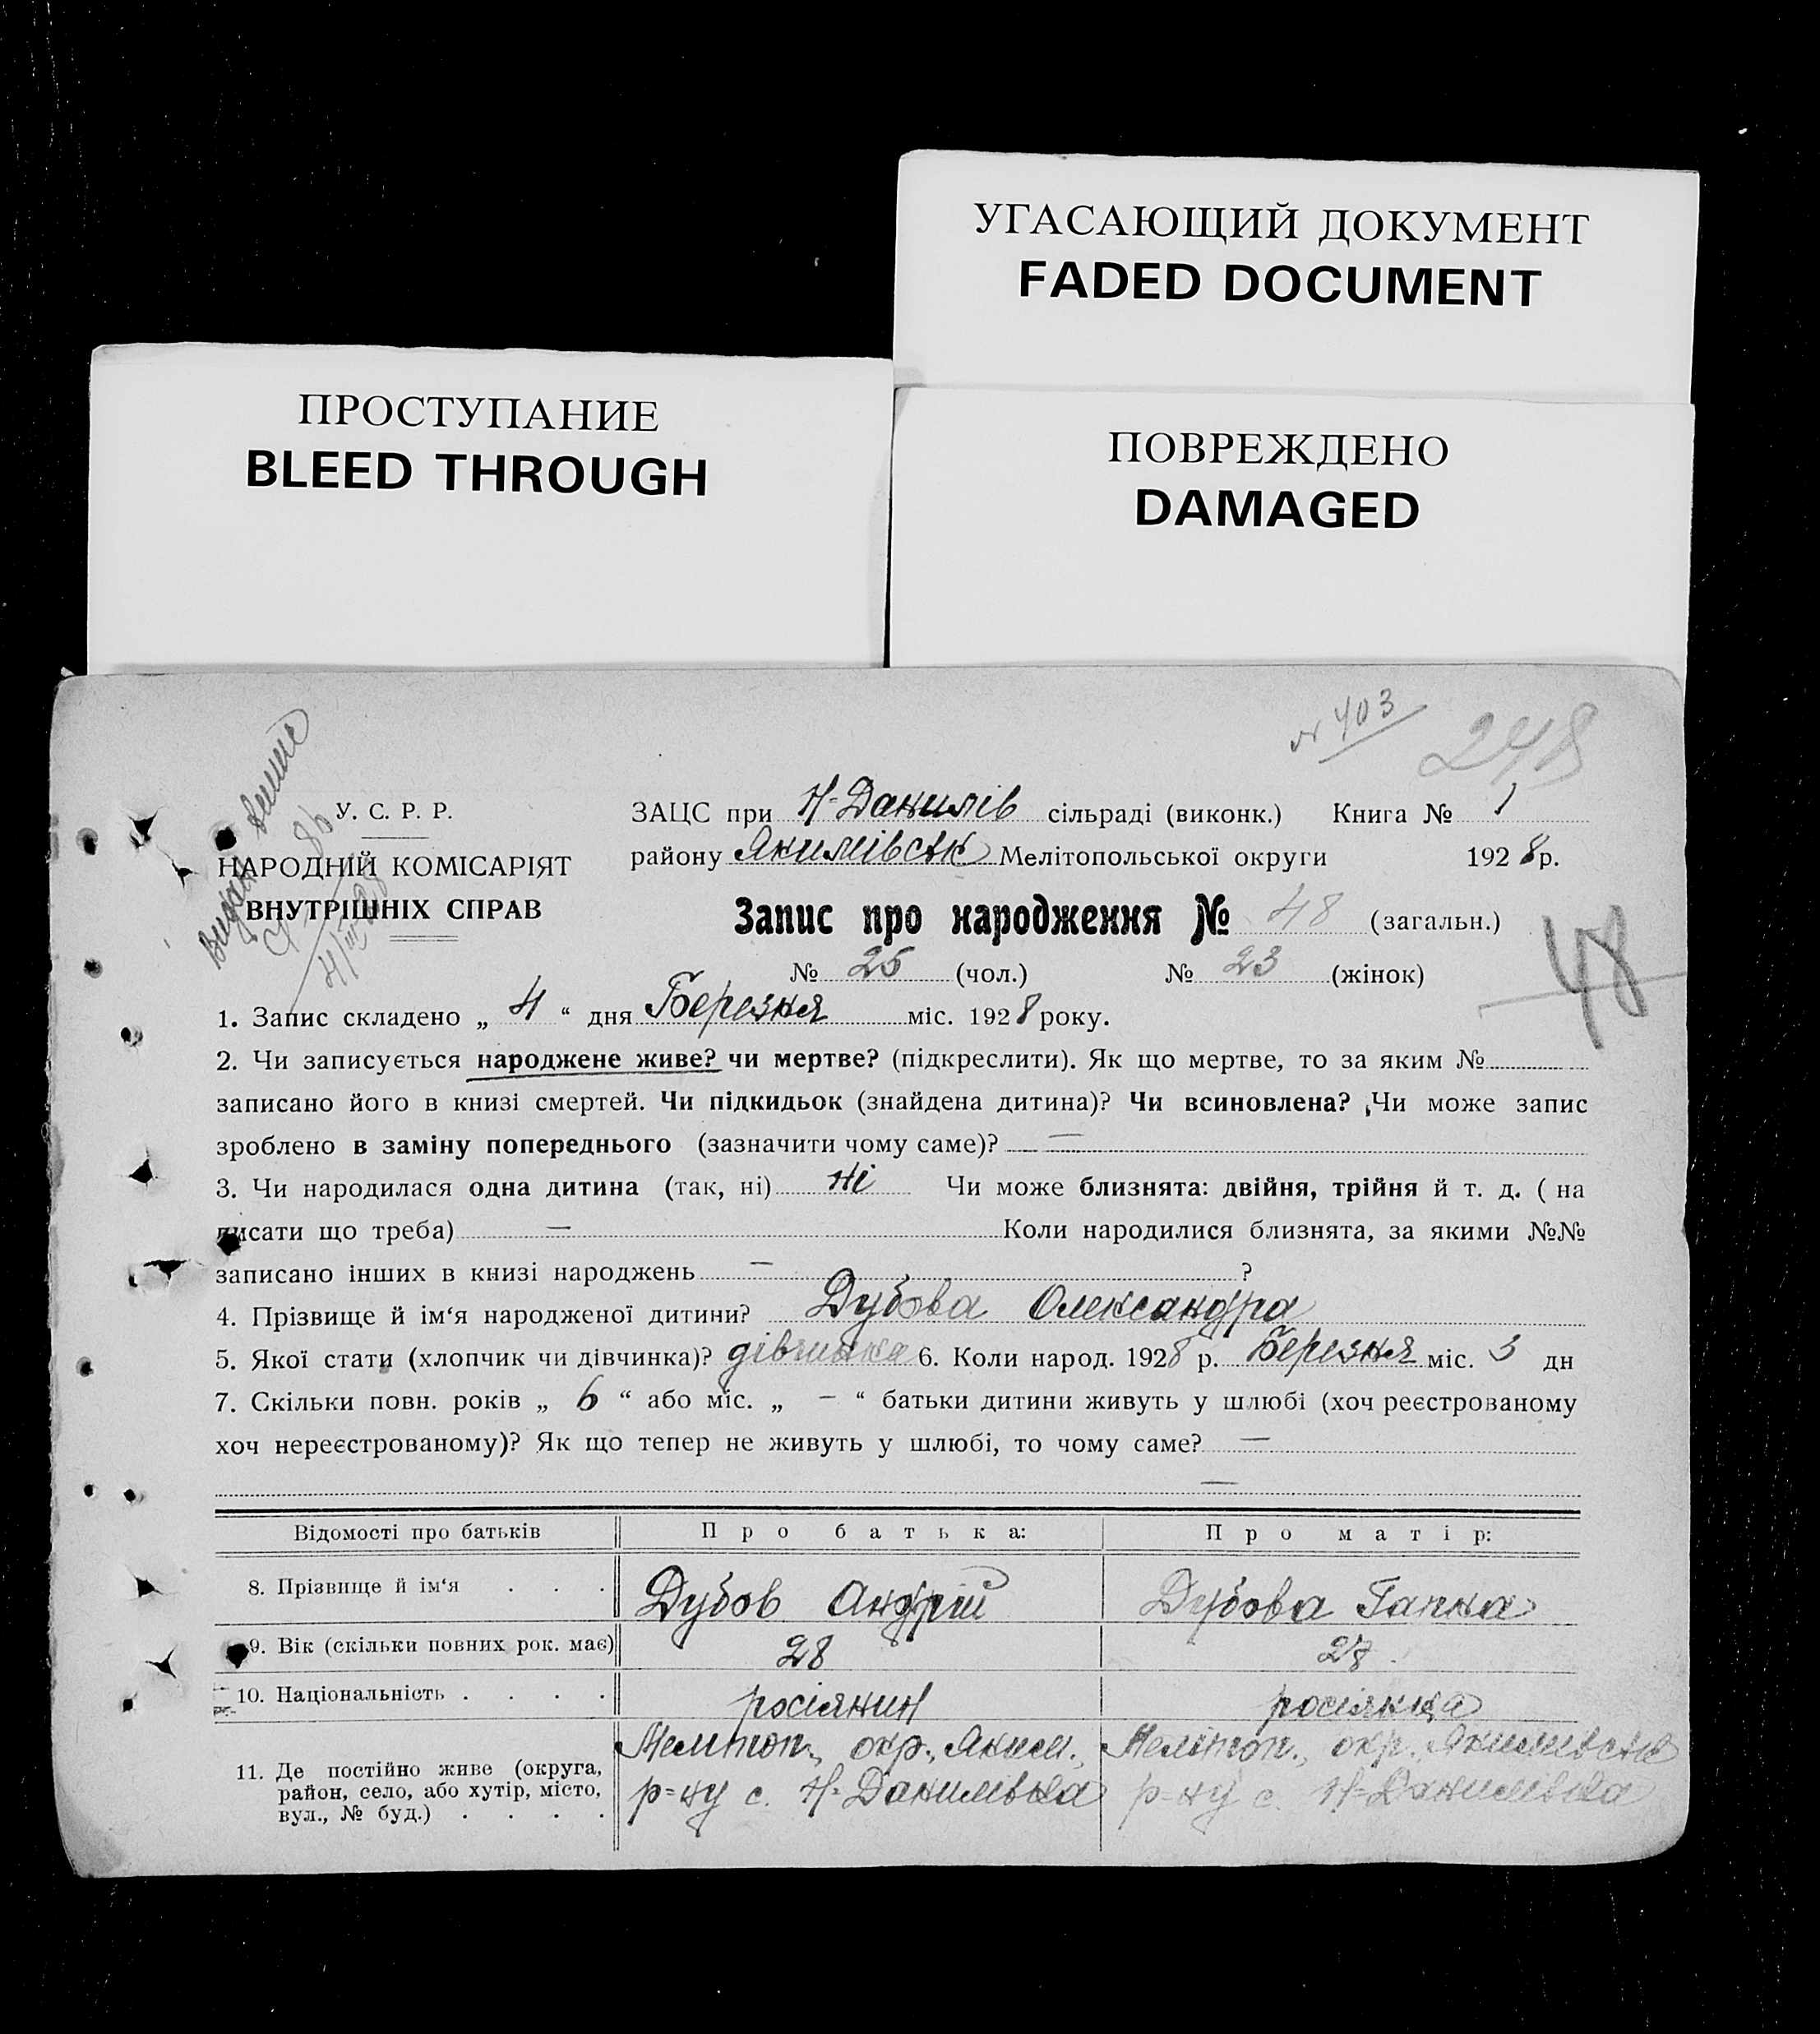 УГАСАЮЩИЙ ДОКУМЕНТ
FADED DOCUMENT
ПРОСТУПАНИЕ
BLEED THROUGH
ПОВРЕЖДЕНО
DAMAGED
№ 403
248
У. С. Р. Р.
НАРОДНІЙ КОМІСАРІЯТ
ВНУТРІШНІХ СПРАВ
ЗАЦС при Н-Данилів сільраді (виконк.) Книга № 1
району Якимівськ Мелітопольської округи 1928 р.
Запис про народження № 48 (загальн.)
48
№ 25 (чол.) № 23 (жінок)
1. Запис складено „ 4 “ дня Березня міс. 1928 року.
2. Чи записується народжене живе? чи мертве? (підкреслити). Як що мертве, то за яким №
записано його в книзі смертей. Чи підкидьок (знайдена дитина)? Чи всиновлена? Чи може запис
зроблено в заміну попереднього (зазначити чому саме)? —
3. Чи народилася одна дитина (так, ні) ні Чи може близнята: двійня, трійня й т. д. ( на
писати що треба) — Коли народилися близнята, за якими №№
записано інших в книзі народжень — ?
4. Прізвище й ім‘я народженої дитини? Дубова Олександра
5. Якої стати (хлопчик чи дівчинка)? дівчинка 6. Коли народ. 1928 р. Березня міс. 3 дн
7. Скільки повн. років „ 6 “ або міс. „ – “ батьки дитини живуть у шлюбі (хоч реєстрованому
хоч нереєстрованому)? Як що тепер не живуть у шлюбі, то чому саме? —
—
Відомості про батьків Про батька: Про матір:
8. Прізвище й ім‘я . . . Дубов Андрій Дубова Ганна
9. Вік (скільки повних рок. має) 28 28
10. Національність . . . . росіянин росіянка
11. Де постійно живе (округа, район, село, або хутір, місто, вул., № буд.) . . . .
Меліт оп., окр., Яким., Мелітоп., окр., Якимівськ
р-ну с. Н-Данилівка р-ну с. Н-Данилівка